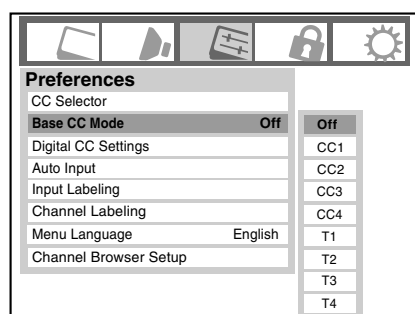 Preferences
CC Selector
Base CC Mode Off
Digital CC Settings
Auto Input
Input Labeling
Channel Labeling
Menu Language English
Channel Browser Setup
Off
CC1
CC2
CC3
CC4
T1
T2
T3
T4